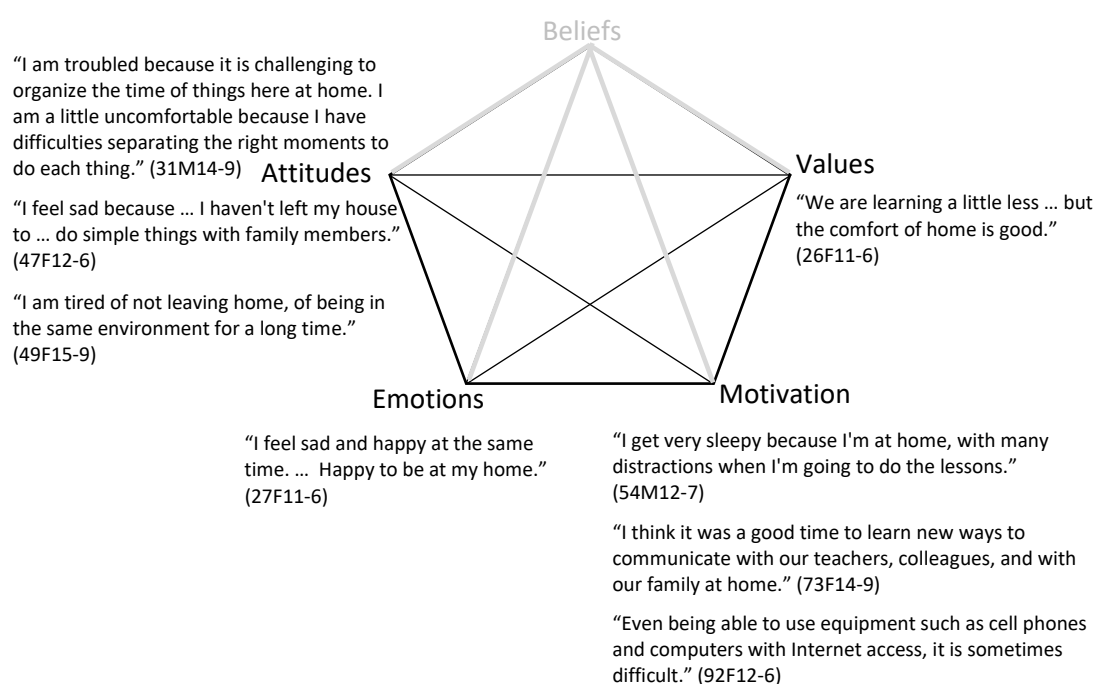 Beliefs
“I am troubled because it is challenging to
organize the time of things here at home. I
am a little uncomfortable because I have
difficulties separating the right moments to
do each thing.” (31M14-9)
Attitudes
“I feel sad because … I haven't left my house
to … do simple things with family members.”
(47F12-6)
“I am tired of not leaving home, of being in
the same environment for a long time.”
(49F15-9)
Values
“We are learning a little less … but
the comfort of home is good.”
(26F11-6)
Emotions
“I feel sad and happy at the same
time. … Happy to be at my home.”
(27F11-6)
Motivation
“I get very sleepy because I'm at home, with many
distractions when I'm going to do the lessons.”
(54M12-7)
“I think it was a good time to learn new ways to
communicate with our teachers, colleagues, and with
our family at home.” (73F14-9)
“Even being able to use equipment such as cell phones
and computers with Internet access, it is sometimes
difficult.” (92F12-6)